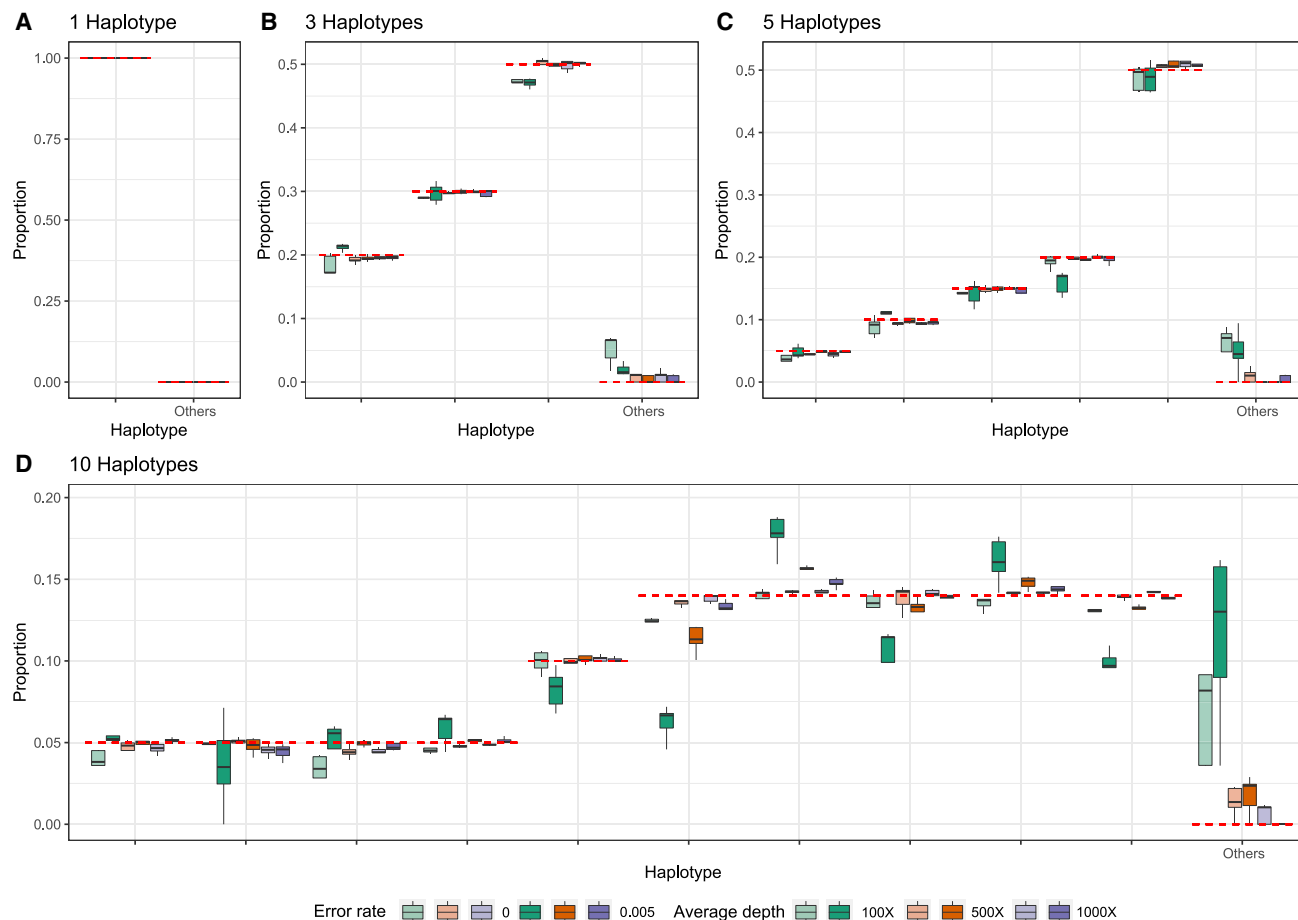 A 1 Haplotype
B 3 Haplotypes
C 5 Haplotypes
1.00
0.75
0.50
0.25
0.00
Proportion
Others
Haplotype
0.5
0.4
0.3
0.2
0.1
0.0
Proportion
Others
Haplotype
0.5
0.4
0.3
0.2
0.1
0.0
Proportion
Others
Haplotype
D 10 Haplotypes
0.20
0.15
0.10
0.05
0.00
Proportion
Others
Haplotype
Error rate 0 0.005 Average depth 100X 500X 1000X